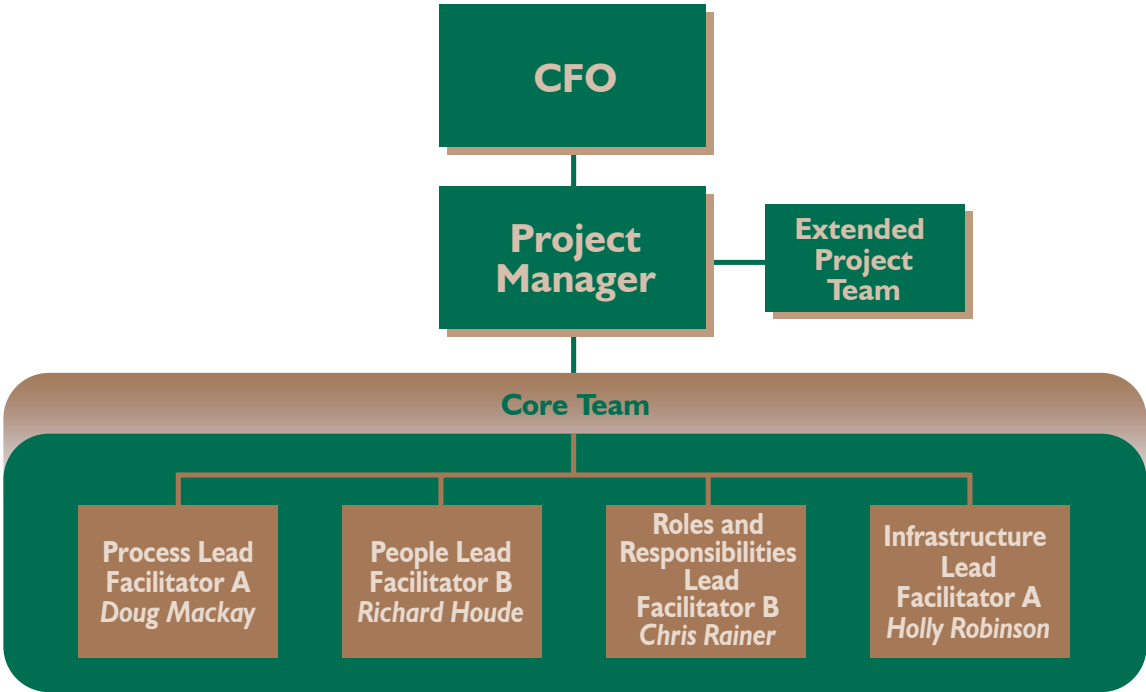 CFO
Project
Manager
Extended
Project
Team
Core Team
Process Lead
Facilitator A
Doug Mackay
People Lead
Facilitator B
Richard Houde
Roles and
Responsibilities
Lead
Facilitator B
Chris Rainer
Infrastructure
Lead
Facilitator A
Holly Robinson